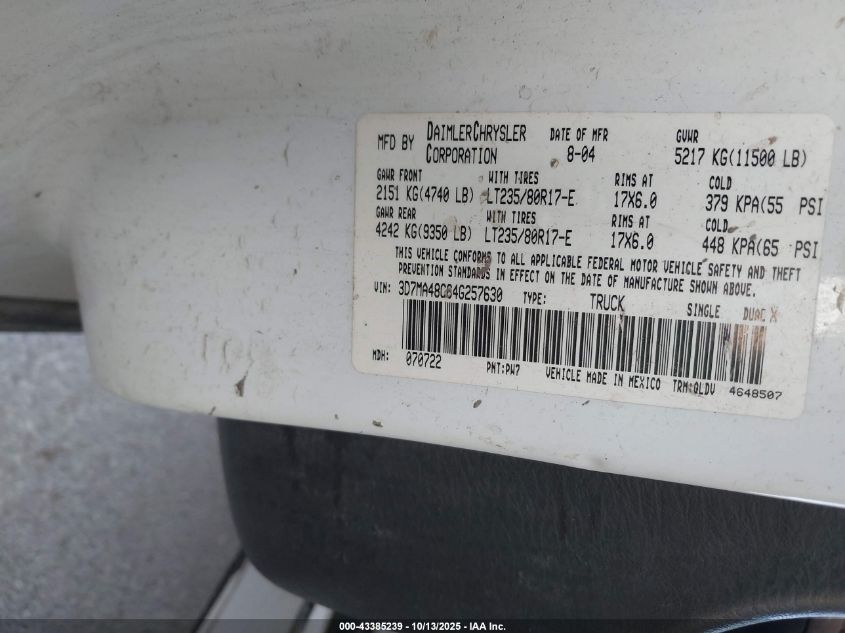 MFD BY DAIMLERCHRYSLER CORPORATION DATE OF MFR 8-04 GVWR 5217 KG(11500 LB)
GAWR FRONT WITH TIRES RIMS AT COLD
2151 KG(4740 LB) LT235/80R17-E 17X6.0 379 KPA(55 PSI
GAWR REAR WITH TIRES RIMS AT COLD
4242 KG(9350 LB) LT235/80R17-E 17X6.0 448 KPA(65 PSI
THIS VEHICLE CONFORMS TO ALL APPLICABLE FEDERAL MOTOR VEHICLE SAFETY AND THEFT
PREVENTION STANDARDS IN EFFECT ON THE DATE OF MANUFACTURE SHOWN ABOVE.
VIN: 3D7MA48C64G257630 TYPE: TRUCK SINGLE DUAL X
MDH: 070722 PNT:PW7 VEHICLE MADE IN MEXICO TRM:QLDV 4648507
000-43385239 - 10/13/2025 - IAA Inc.